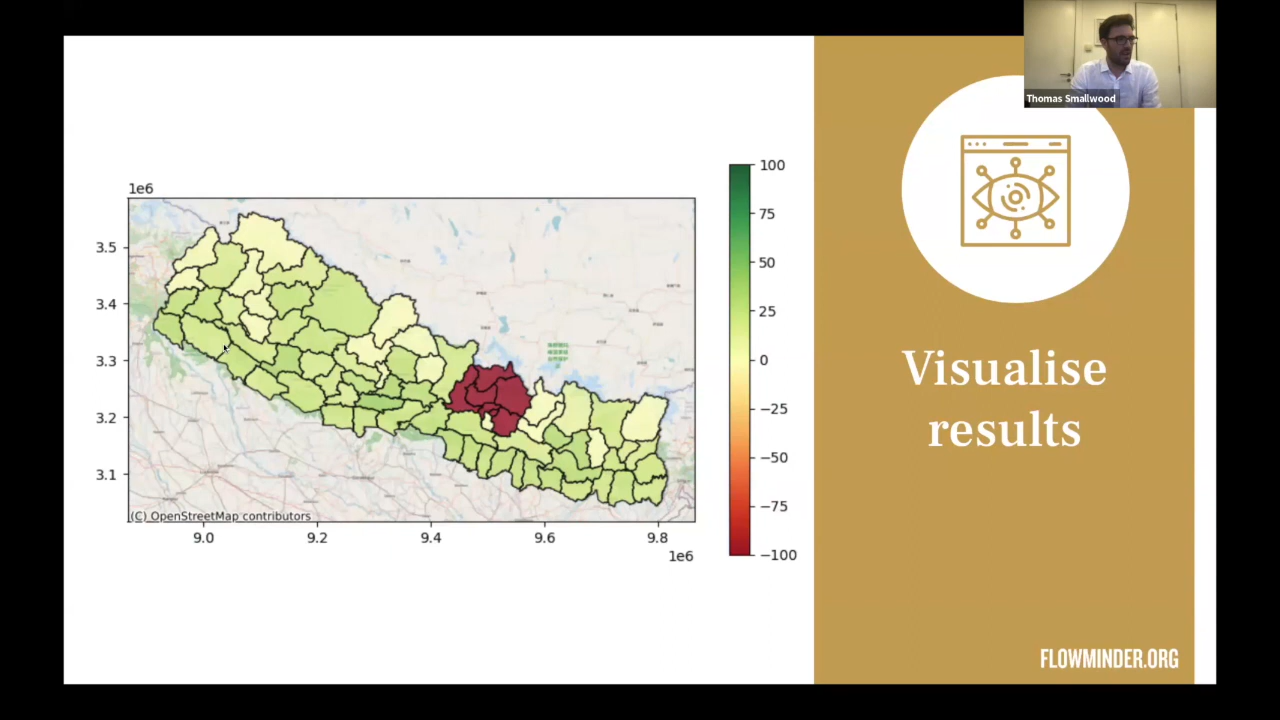 Thomas Smallwood
1e6
3.5
3.4
3.3
3.2
3.1
9.0
9.2
9.4
9.6
9.8
1e6
(C) OpenStreetMap contributors
100
75
50
25
0
−25
−50
−75
−100
Visualise
results
FLOWMINDER.ORG